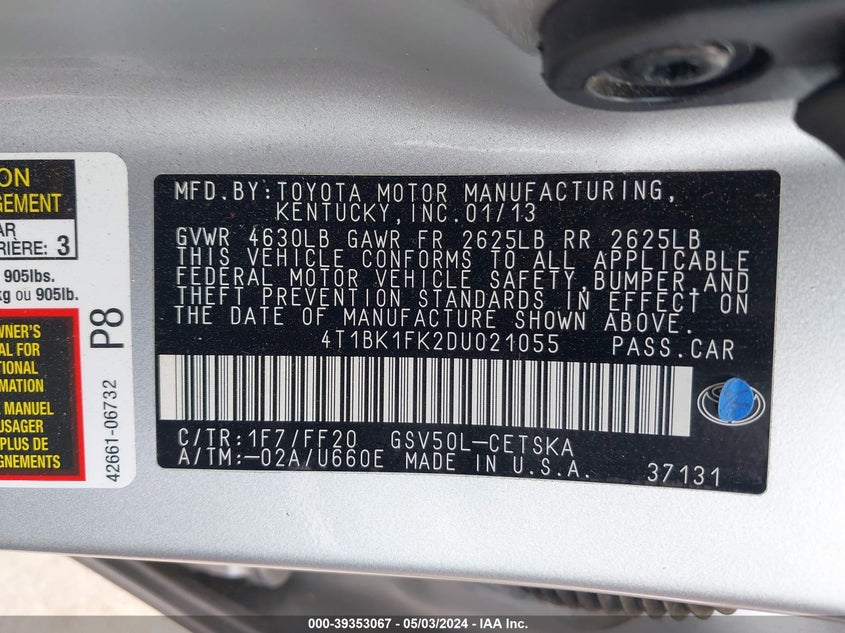 ON
GEMENT
AR
RIÈRE: 3
905lbs.
kg ou 905lb.
WNER'S
AL FOR
TIONAL
MATION
MANUEL
USAGER
PLUS DE
GNEMENTS
P8
42661-06732
MFD.BY:TOYOTA MOTOR MANUFACTURING,
KENTUCKY,INC.01/13
GVWR 4630LB GAWR FR 2625LB RR 2625LB
THIS VEHICLE CONFORMS TO ALL APPLICABLE
FEDERAL MOTOR VEHICLE SAFETY,BUMPER,AND
THEFT PREVENTION STANDARDS IN EFFECT ON
THE DATE OF MANUFACTURE SHOWN ABOVE.
4T1BK1FK2DU021055 PASS.CAR
C/TR:1F7/FF20 GSV50L-CETSKA
A/TM:-02A/U660E MADE IN U.S.A. 37131
000-39353067 / 05/03/2024 - IAA Inc.